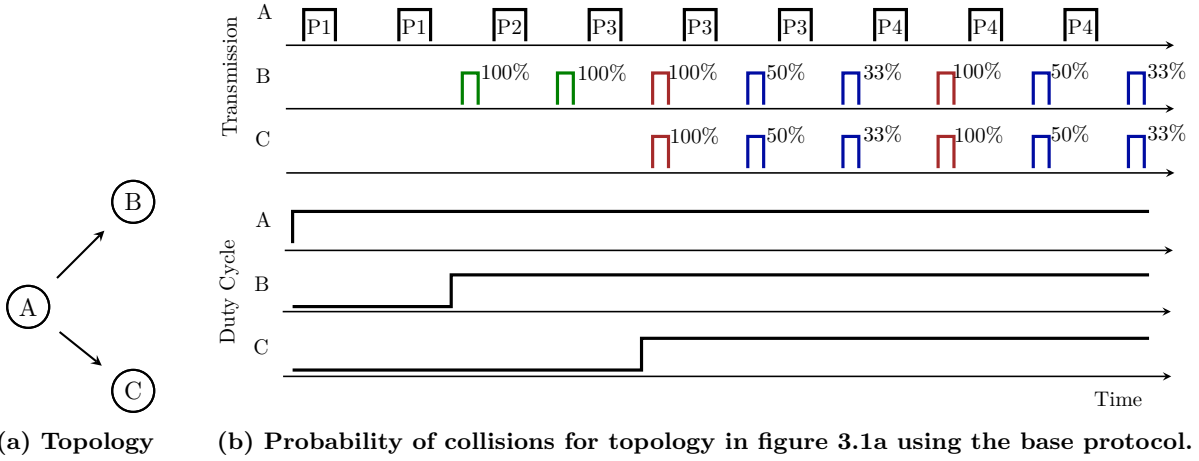 A
P1 P1 P2 P3 P3 P3 P4 P4 P4
Transmission
B
100% 100% 100% 50% 33% 100% 50% 33%
C
100% 50% 33% 100% 50% 33%
Duty Cycle
A
B
C
Time
B
A
C
(a) Topology
(b) Probability of collisions for topology in figure 3.1a using the base protocol.